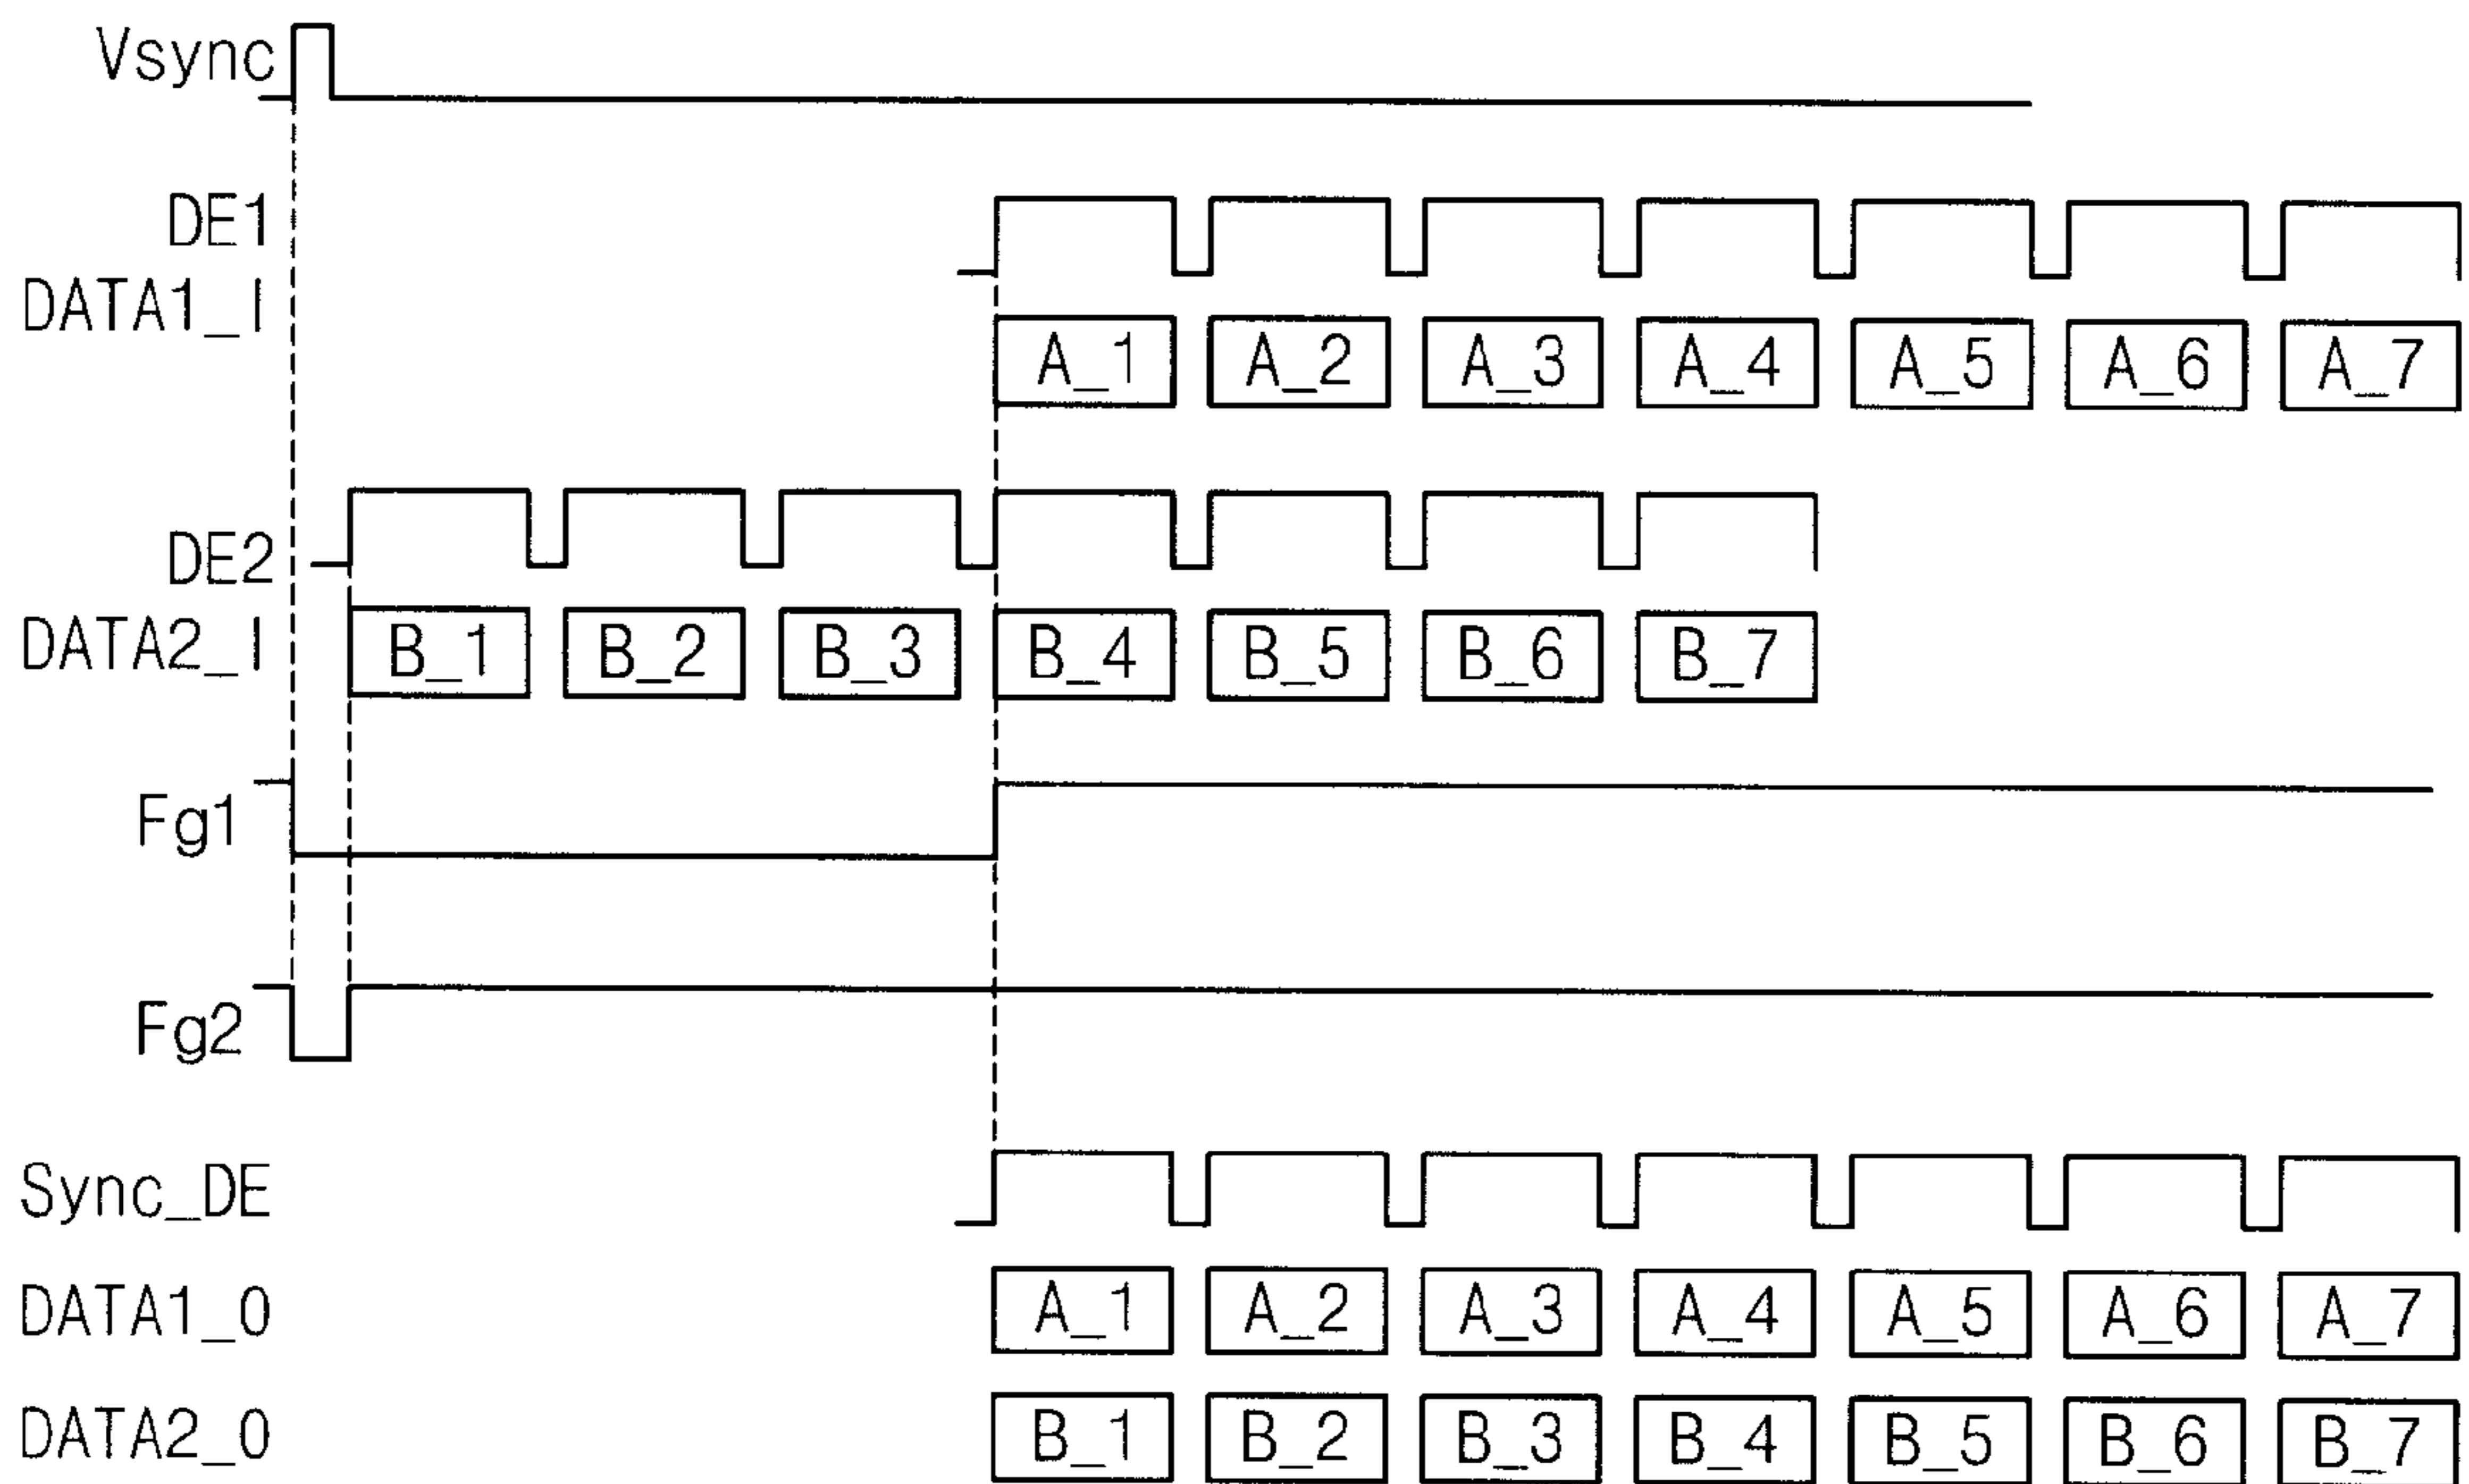 Vsync
DE1
DATA1_I
A_1 A_2 A_3 A_4 A_5 A_6 A_7
DE2
DATA2_I
B_1 B_2 B_3 B_4 B_5 B_6 B_7
Fg1
Fg2
Sync_DE
DATA1_0 A_1 A_2 A_3 A_4 A_5 A_6 A_7
DATA2_0 B_1 B_2 B_3 B_4 B_5 B_6 B_7